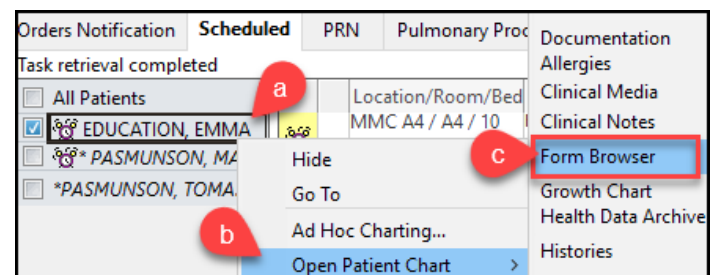 Orders Notification Scheduled PRN Pulmonary Proc
Task retrieval completed
All Patients
Location/Room/Bed
EDUCATION, EMMA
MMC A4 / A4 / 10
* PASMUNSON, MA
*PASMUNSON, TOMA
a
Hide
Go To
Ad Hoc Charting...
b
Open Patient Chart >
Documentation
Allergies
Clinical Media
Clinical Notes
c
Form Browser
Growth Chart
Health Data Archive
Histories